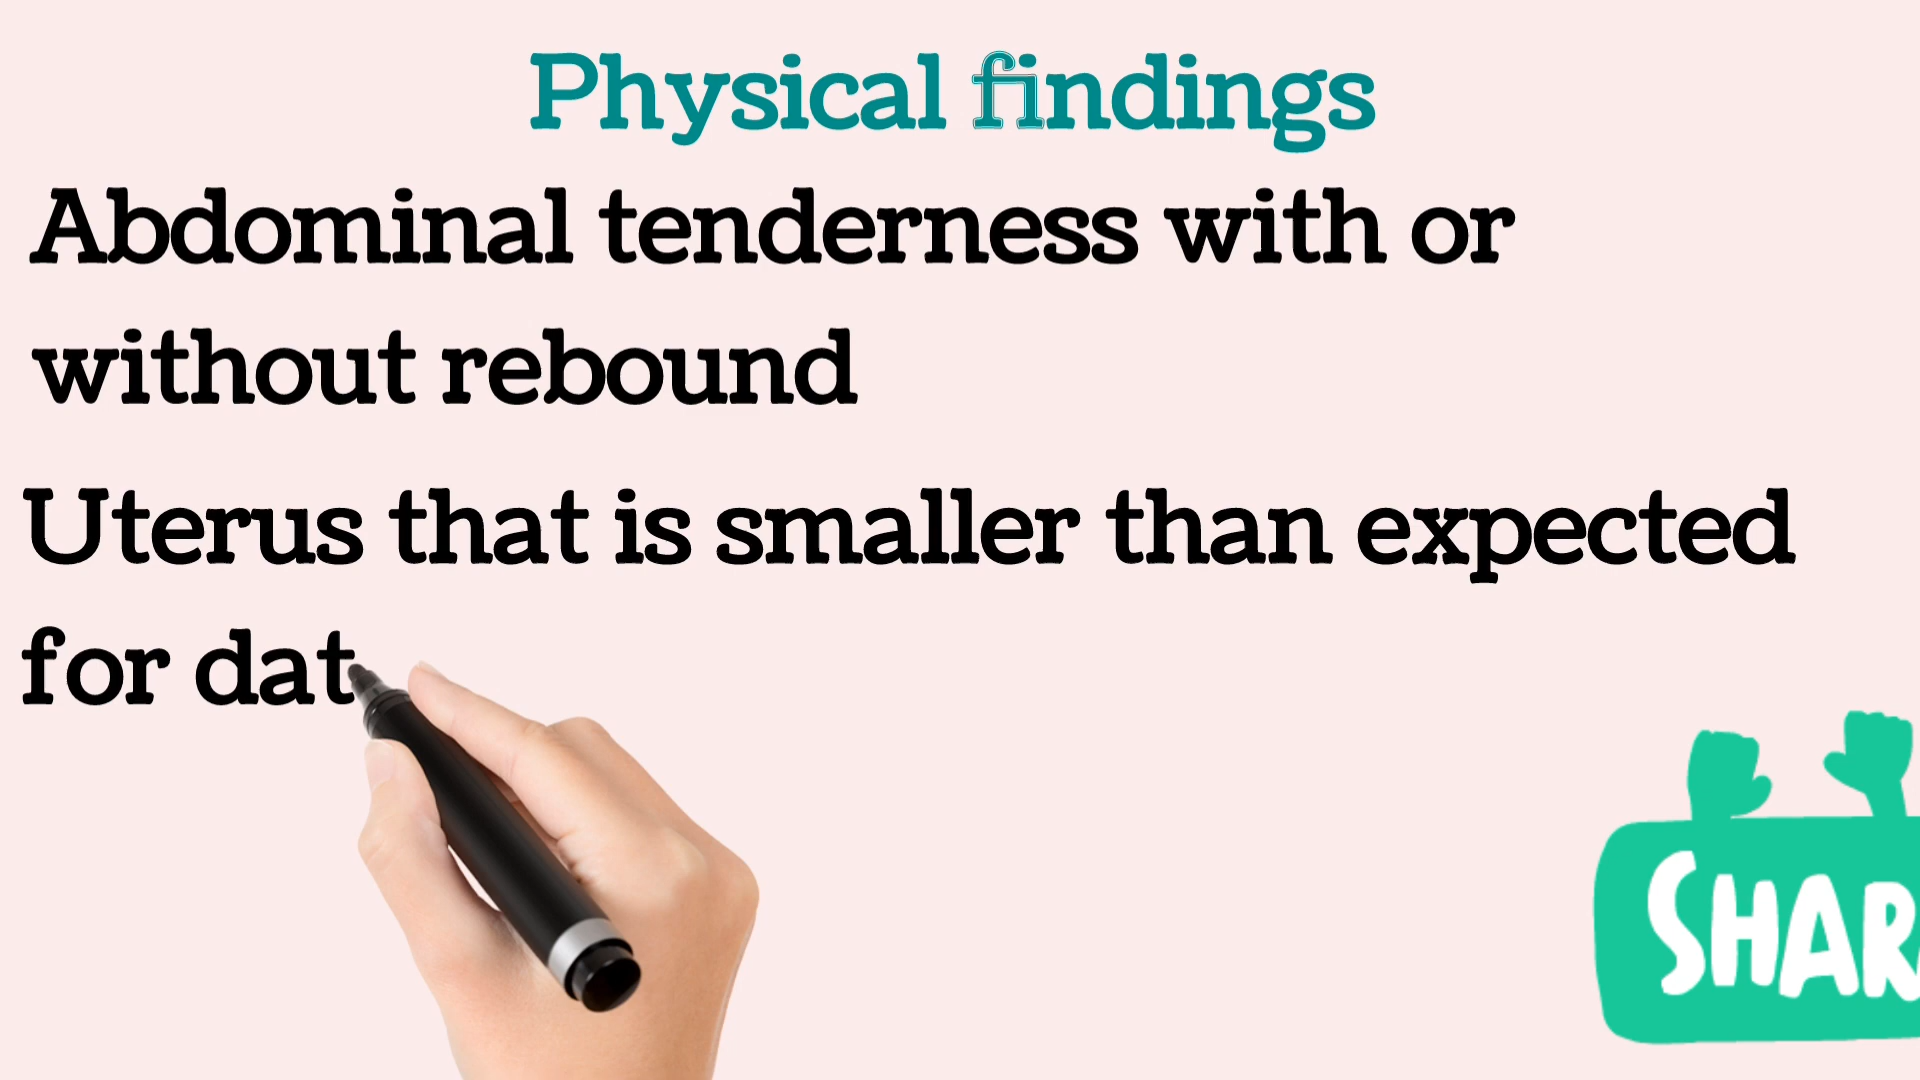 Physical findings
Abdominal tenderness with or
without rebound
Uterus that is smaller than expected
for dat
SHAR